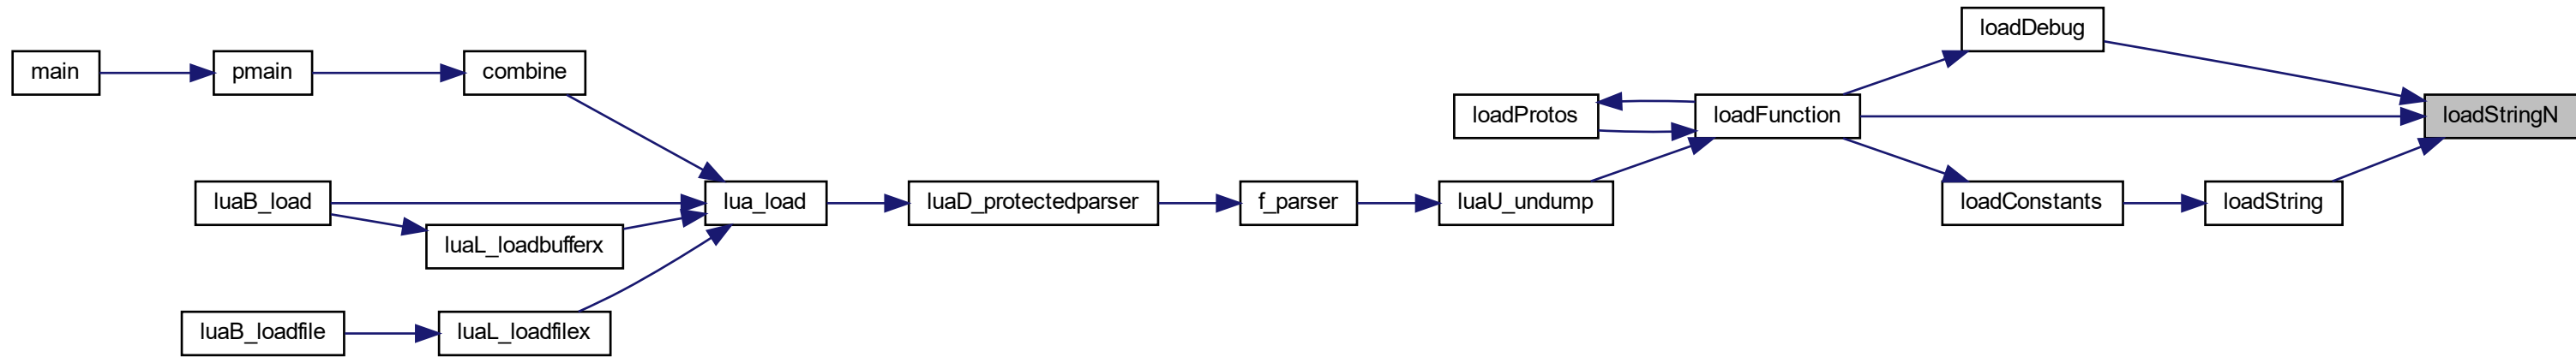 main
pmain
combine
luaB_load
luaL_loadbufferx
luaB_loadfile
luaL_loadfilex
lua_load
luaD_protectedparser
f_parser
luaU_undump
loadProtos
loadFunction
loadDebug
loadConstants
loadString
loadStringN